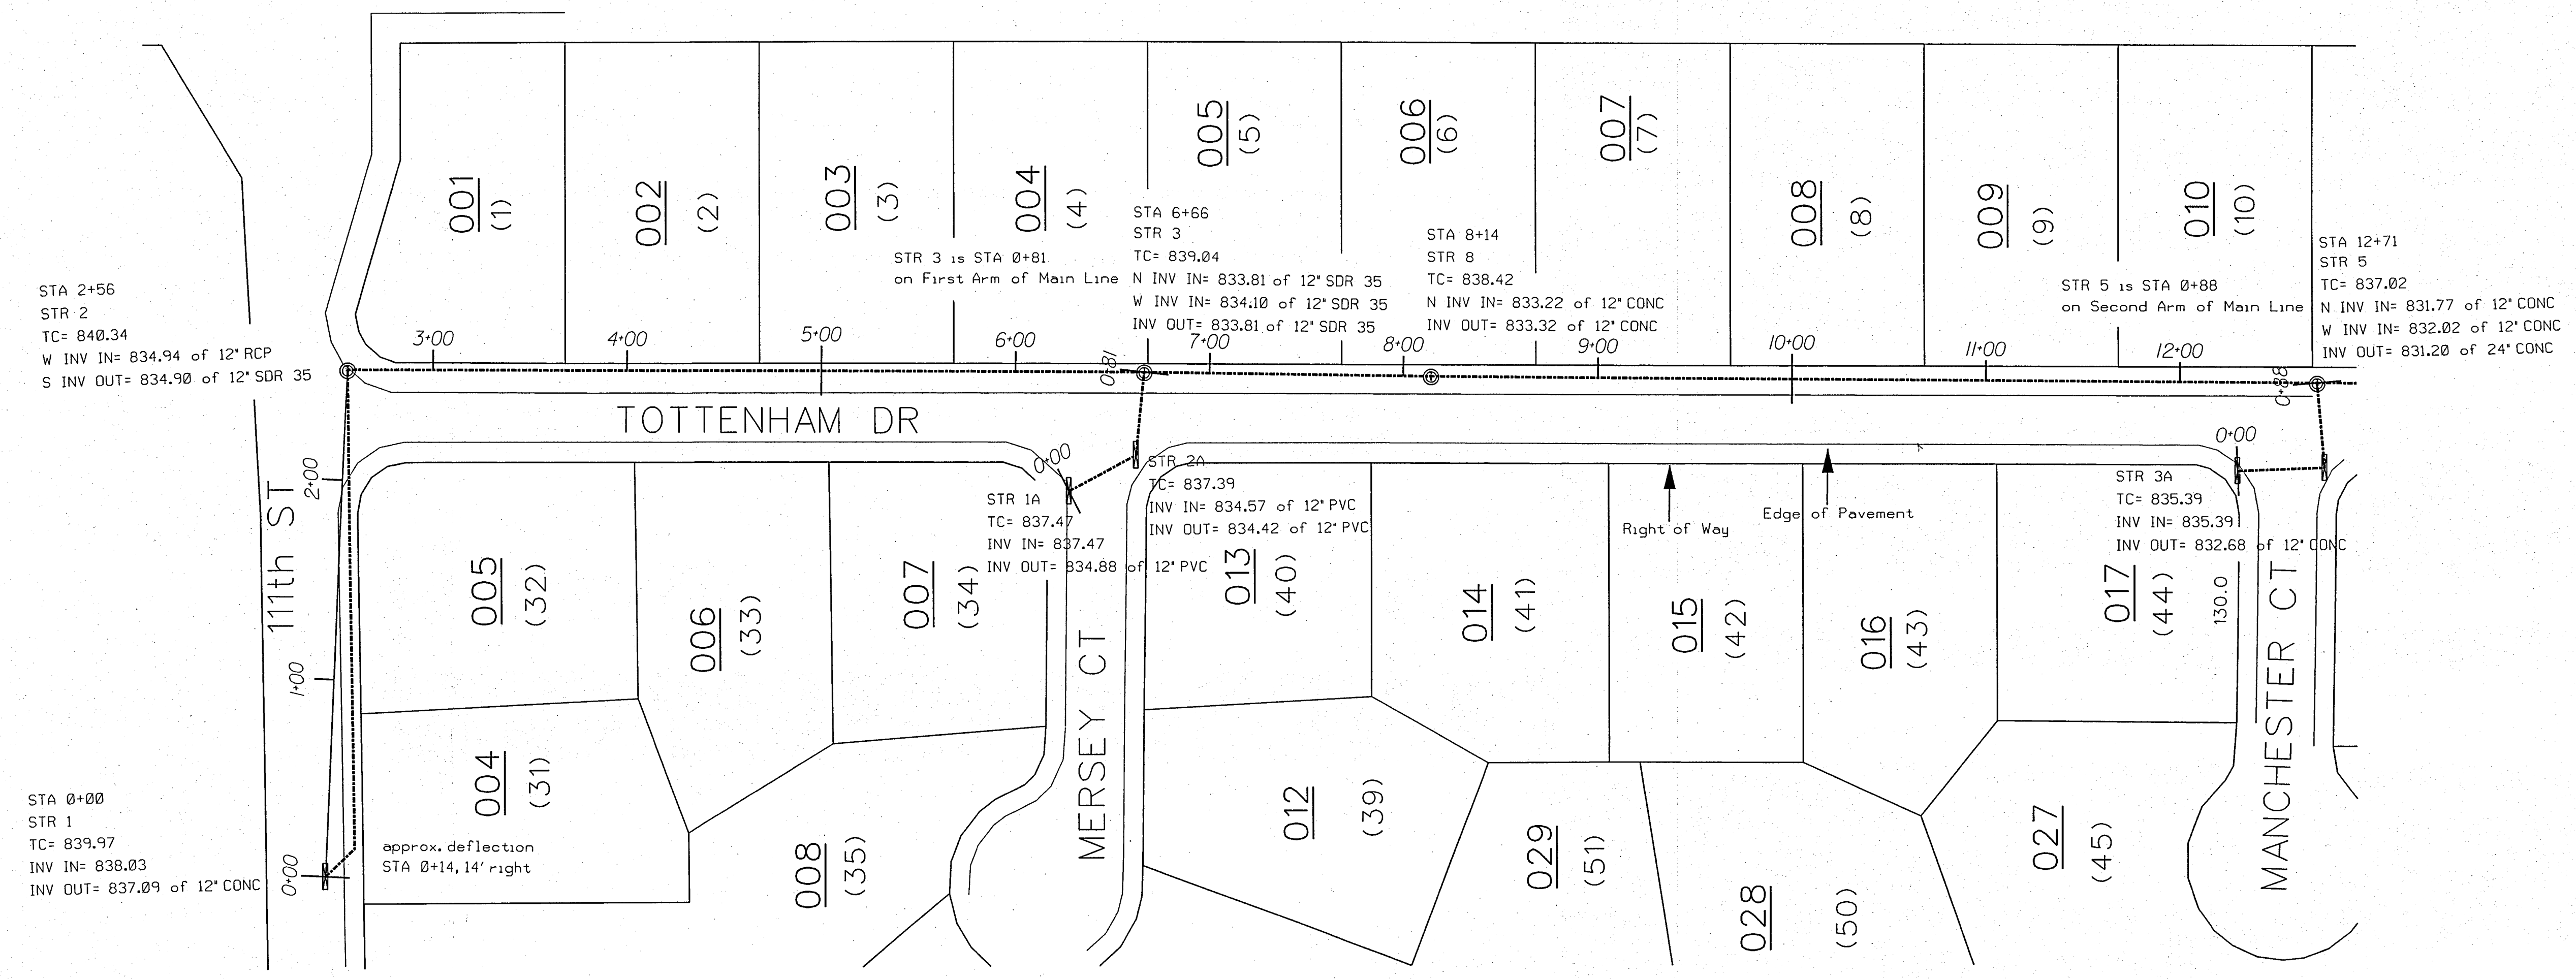 001
(1)
002
(2)
003
(3)
004
(4)
005
(5)
006
(6)
007
(7)
008
(8)
009
(9)
010
(10)
STA 2+56
STR 2
TC= 840.34
W INV IN= 834.94 of 12" RCP
S INV OUT= 834.90 of 12" SDR 35
STR 3 is STA 0+81
on First Arm of Main Line
STA 6+66
STR 3
TC= 839.04
N INV IN= 833.81 of 12" SDR 35
W INV IN= 834.10 of 12" SDR 35
INV OUT= 833.81 of 12" SDR 35
STA 8+14
STR 8
TC= 838.42
N INV IN= 833.22 of 12" CONC
INV OUT= 833.32 of 12" CONC
STR 5 is STA 0+88
on Second Arm of Main Line
STA 12+71
STR 5
TC= 837.02
N INV IN= 831.77 of 12" CONC
W INV IN= 832.02 of 12" CONC
INV OUT= 831.20 of 24" CONC
3+00
4+00
5+00
6+00
7+00
8+00
9+00
10+00
11+00
12+00
0+81
0+88
TOTTENHAM DR
111th ST
2+00
1+00
0+00
0+00
0+00
STR 1A
TC= 837.47
INV IN= 837.47
INV OUT= 834.88 of 12" PVC
STR 2A
TC= 837.39
INV IN= 834.57 of 12" PVC
INV OUT= 834.42 of 12" PVC
Right of Way
Edge of Pavement
STR 3A
TC= 835.39
INV IN= 835.39
INV OUT= 832.68 of 12" CONC
005
(32)
006
(33)
007
(34)
013
(40)
014
(41)
015
(42)
016
(43)
017
(44)
130.0
MERSEY CT
MANCHESTER CT
004
(31)
008
(35)
012
(39)
029
(51)
028
(50)
027
(45)
STA 0+00
STR 1
TC= 839.97
INV IN= 838.03
INV OUT= 837.09 of 12" CONC
approx. deflection
STA 0+14, 14' right